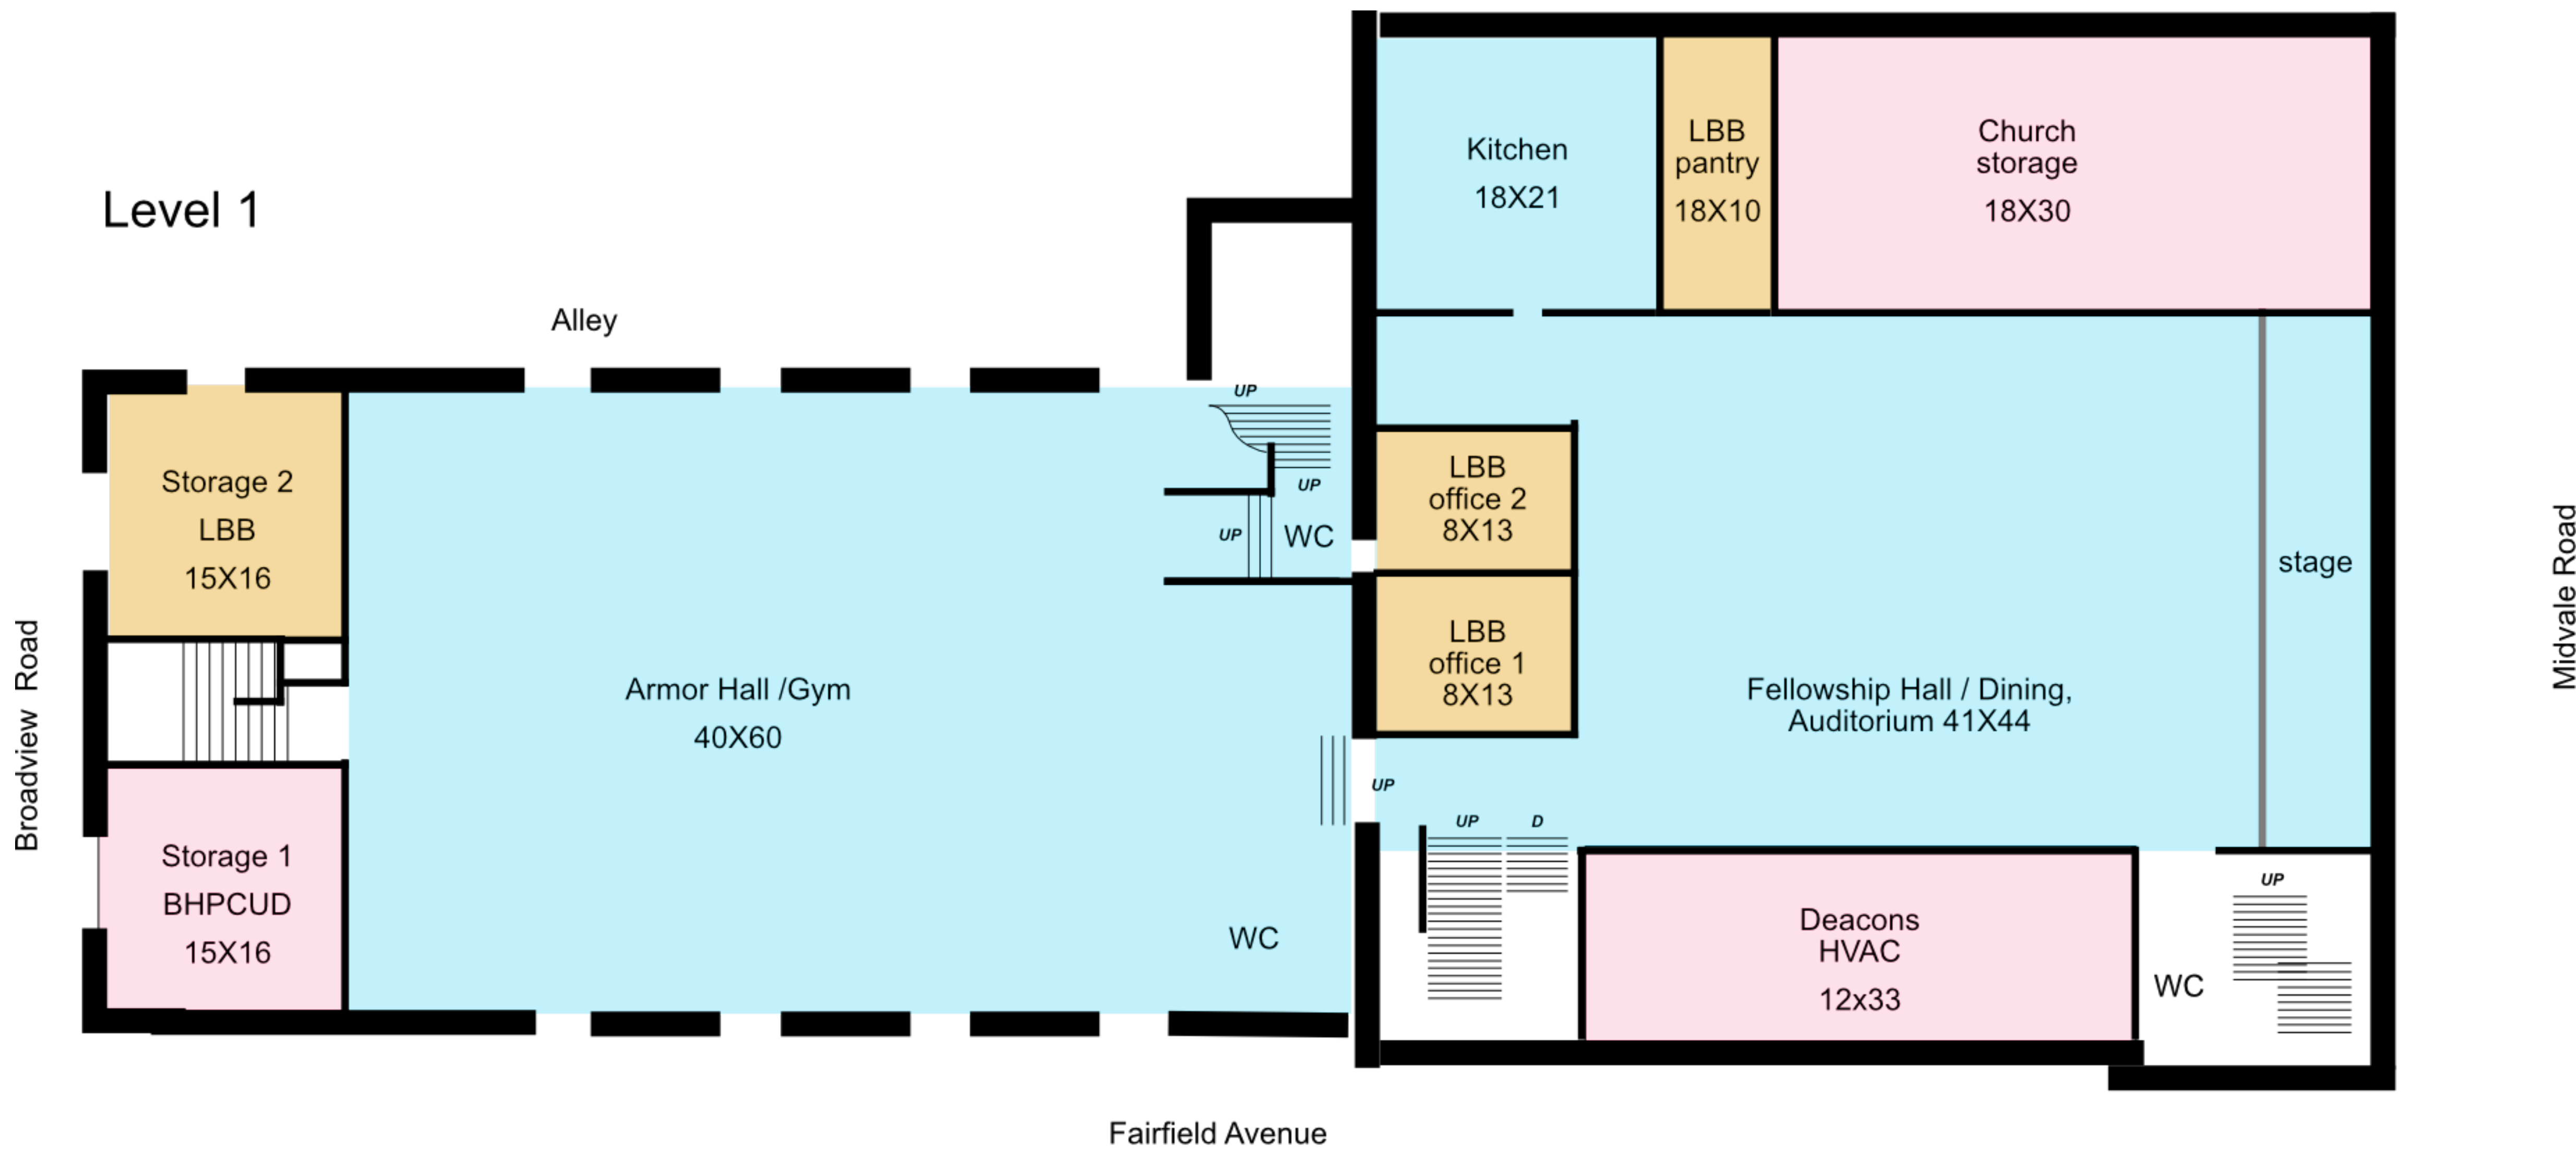 Level 1
Alley
Broadview Road
Storage 2
LBB
15X16
Storage 1
BHPCUD
15X16
Armor Hall /Gym
40X60
UP
UP
UP
WC
WC
Kitchen
18X21
LBB
pantry
18X10
Church
storage
18X30
LBB
office 2
8X13
LBB
office 1
8X13
Fellowship Hall / Dining,
Auditorium 41X44
stage
UP
UP
D
Deacons
HVAC
12x33
WC
UP
Midvale Road
Fairfield Avenue